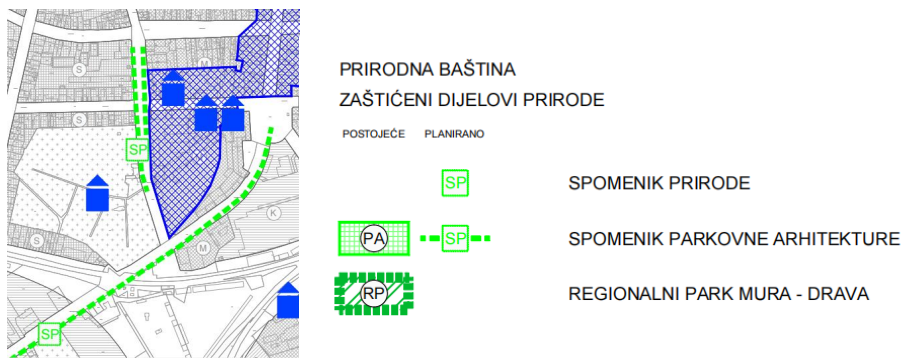 S
M
S
SP
M
K
S
M
SP
PRIRODNA BAŠTINA
ZAŠTIĆENI DIJELOVI PRIRODE
POSTOJEĆE PLANIRANO
SP SPOMENIK PRIRODE
PA SP SPOMENIK PARKOVNE ARHITEKTURE
RP REGIONALNI PARK MURA - DRAVA